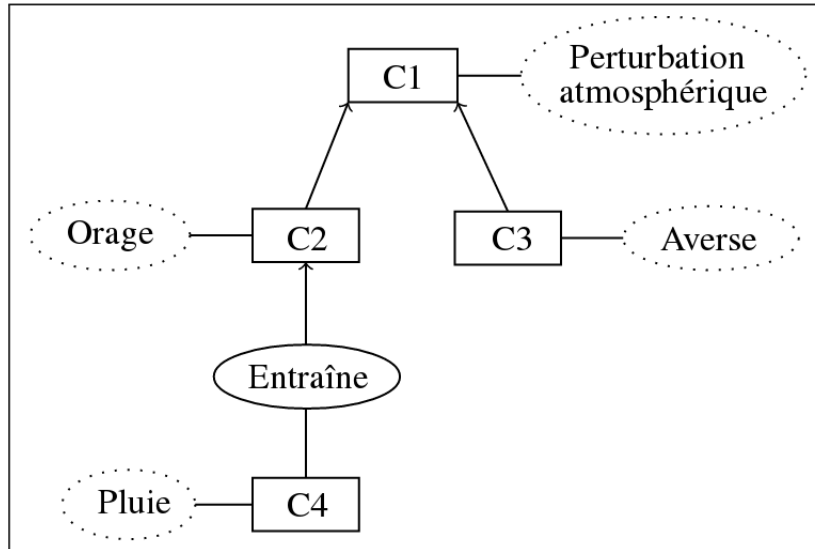 C1
Perturbation
atmosphérique
Orage
C2
C3
Averse
Entraîne
Pluie
C4